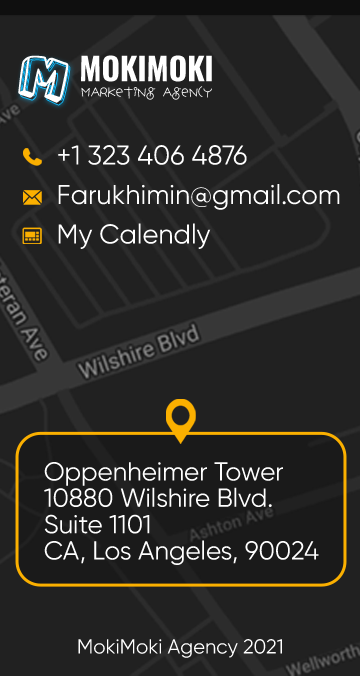 M MOKIMOKI
MARKETING AGENCY
Ave
+1 323 406 4876
Farukhimin@gmail.com
My Calendly
teran Ave
Wilshire Blvd
Oppenheimer Tower
10880 Wilshire Blvd.
Suite 1101
Ashton Ave
CA, Los Angeles, 90024
MokiMoki Agency 2021
Wellworth